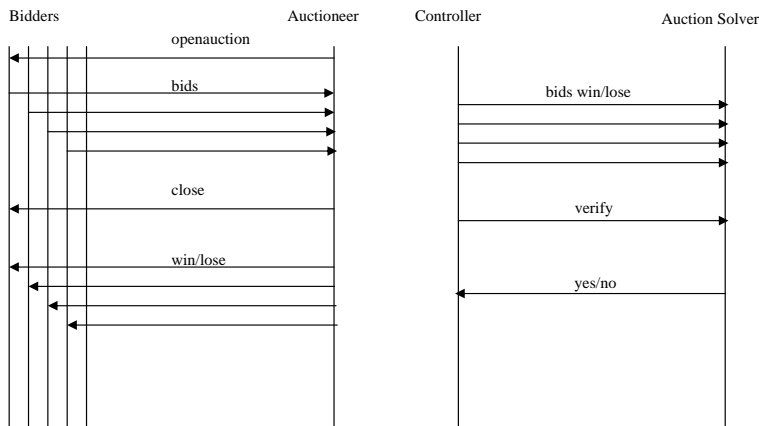 Bidders
Auctioneer
Controller
Auction Solver
openauction
bids
bids win/lose
close
verify
win/lose
yes/no